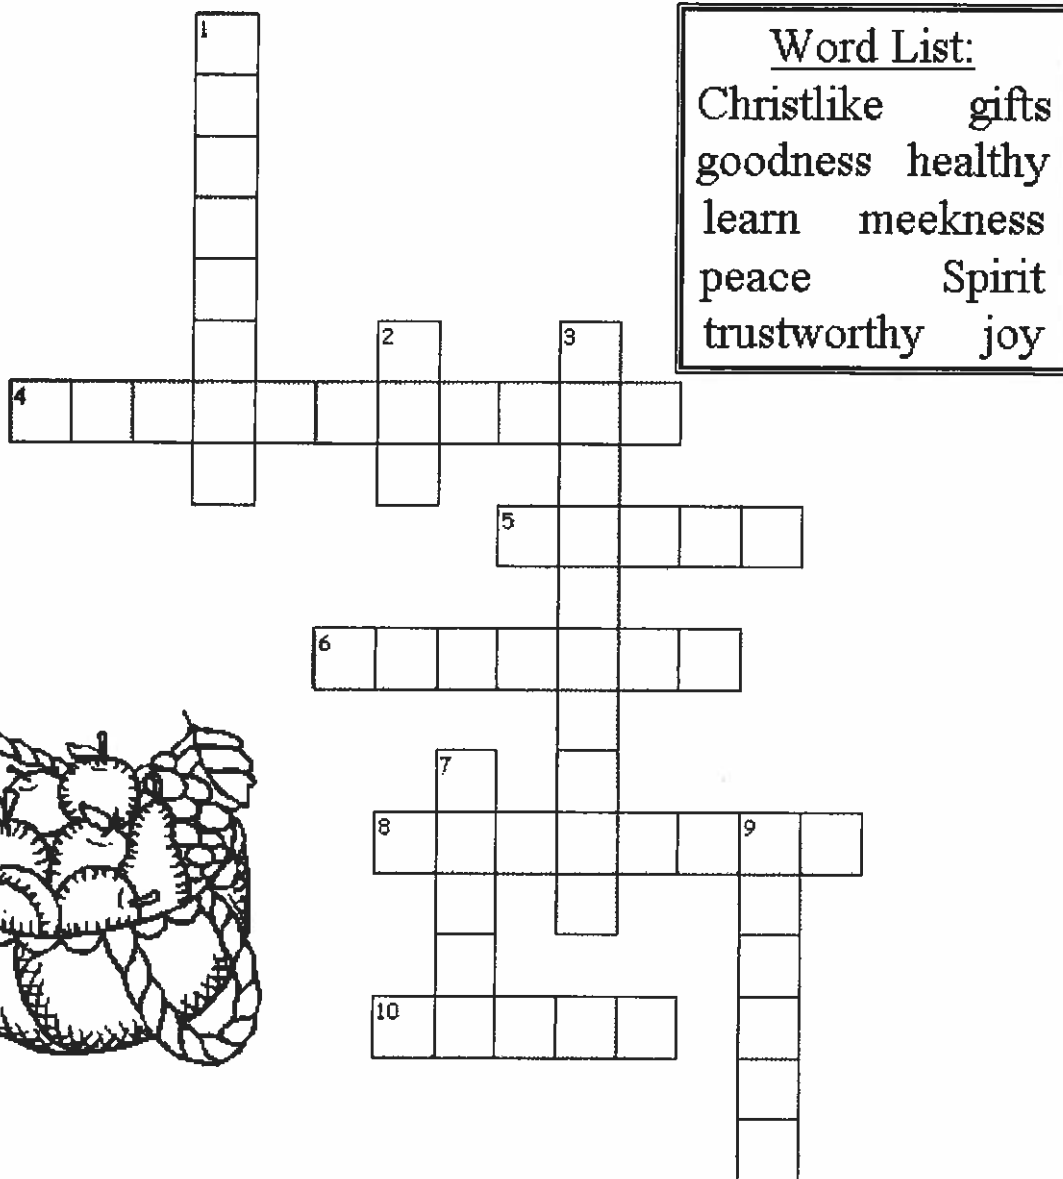 Word List:
Christlike gifts
goodness healthy
learn meekness
peace Spirit
trustworthy joy
1
2 3
4
5
6
7
8 9
10